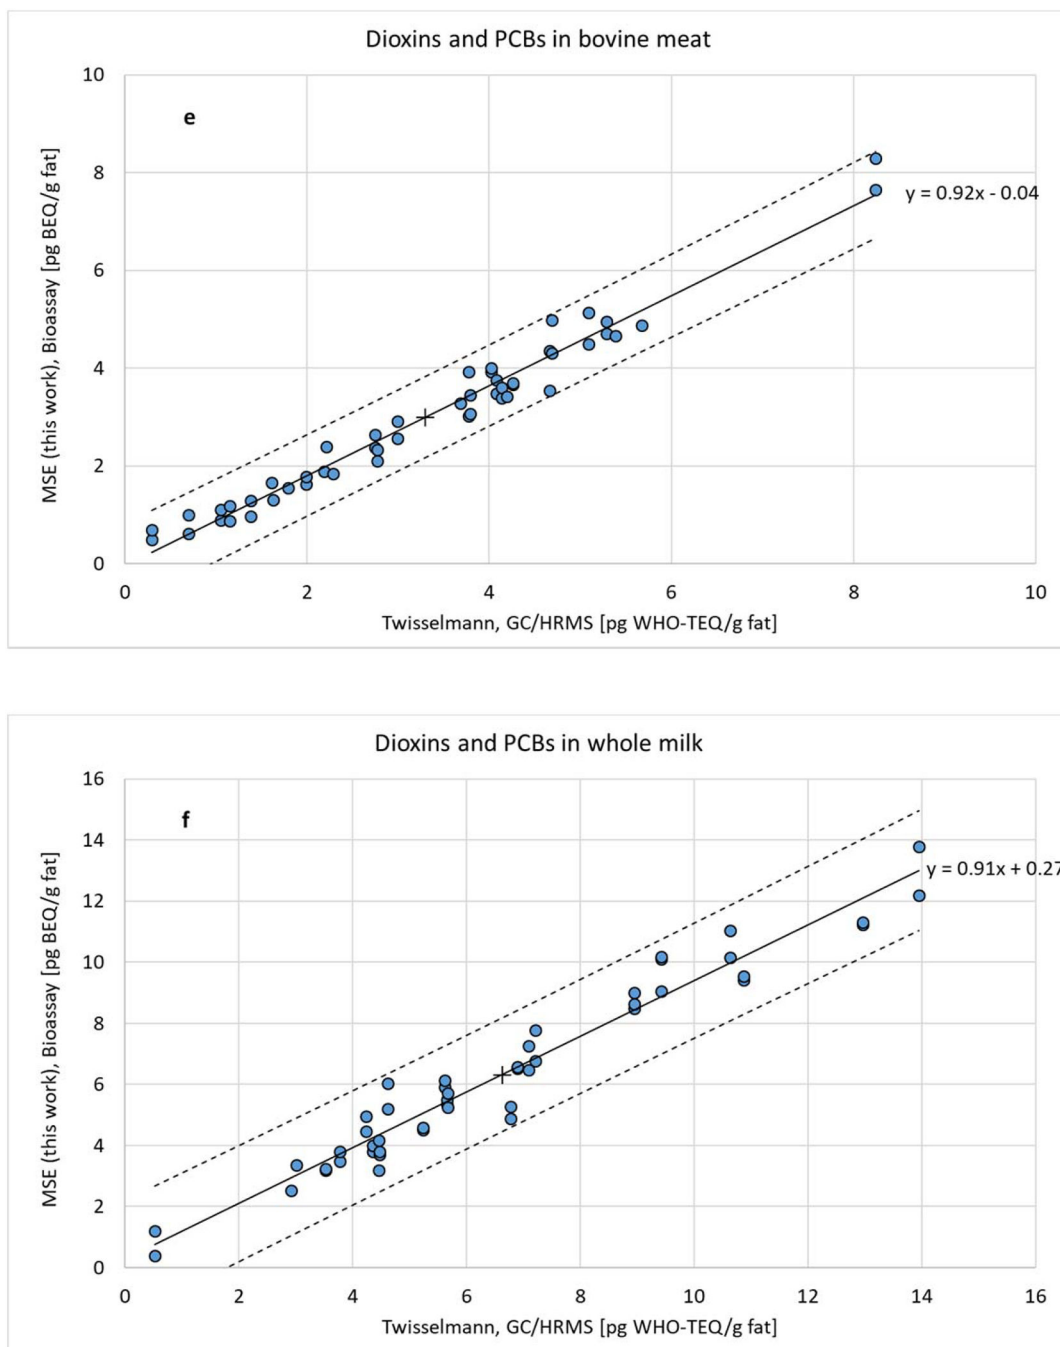 Dioxins and PCBs in bovine meat
10
e
8
y = 0.92x - 0.04
6
4
2
0
MSE (this work), Bioassay [pg BEQ/g fat]
0 2 4 6 8 10
Twisselmann, GC/HRMS [pg WHO-TEQ/g fat]
Dioxins and PCBs in whole milk
16
f
14
y = 0.91x + 0.27
12
10
8
6
4
2
0
MSE (this work), Bioassay [pg BEQ/g fat]
0 2 4 6 8 10 12 14 16
Twisselmann, GC/HRMS [pg WHO-TEQ/g fat]